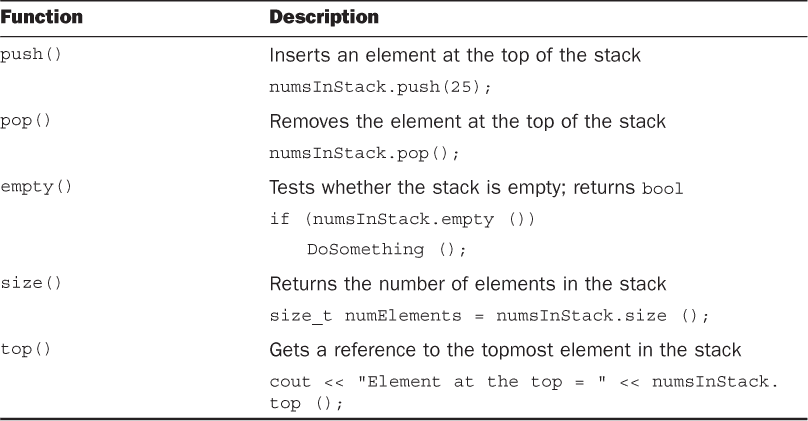 Function Description
push() Inserts an element at the top of the stack
numsInStack.push(25);
pop() Removes the element at the top of the stack
numsInStack.pop();
empty() Tests whether the stack is empty; returns bool
if (numsInStack.empty ())
DoSomething ();
size() Returns the number of elements in the stack
size_t numElements = numsInStack.size ();
top() Gets a reference to the topmost element in the stack
cout << "Element at the top = " << numsInStack.
top ();